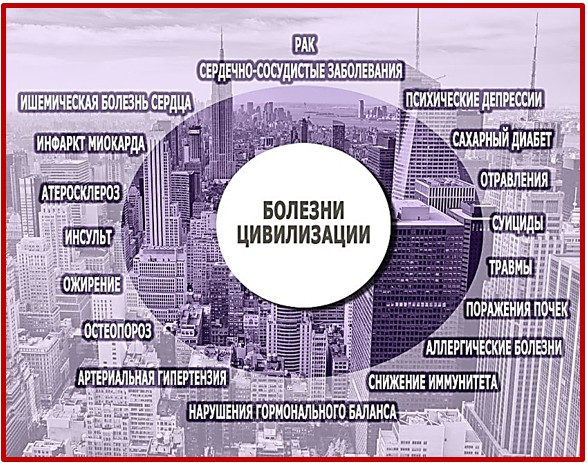 РАК
СЕРДЕЧНО-СОСУДИСТЫЕ ЗАБОЛЕВАНИЯ
ИШЕМИЧЕСКАЯ БОЛЕЗНЬ СЕРДЦА
ИНФАРКТ МИОКАРДА
АТЕРОСКЛЕРОЗ
ИНСУЛЬТ
ОЖИРЕНИЕ
ОСТЕОПОРОЗ
АРТЕРИАЛЬНАЯ ГИПЕРТЕНЗИЯ
НАРУШЕНИЯ ГОРМОНАЛЬНОГО БАЛАНСА
БОЛЕЗНИ
ЦИВИЛИЗАЦИИ
ПСИХИЧЕСКИЕ ДЕПРЕССИИ
САХАРНЫЙ ДИАБЕТ
ОТРАВЛЕНИЯ
СУИЦИДЫ
ТРАВМЫ
ПОРАЖЕНИЯ ПОЧЕК
АЛЛЕРГИЧЕСКИЕ БОЛЕЗНИ
СНИЖЕНИЕ ИММУНИТЕТА